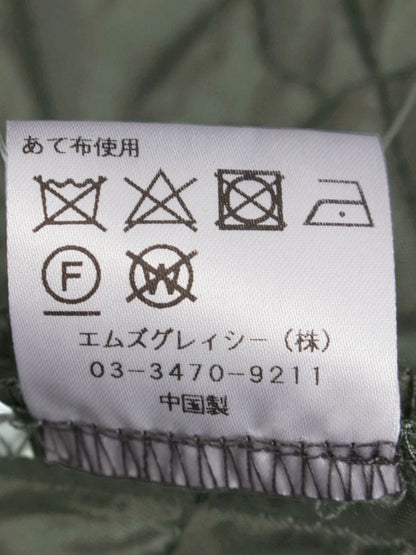 あて布使用
F
W
エムズグレイシー(株)
03-3470-9211
中国製